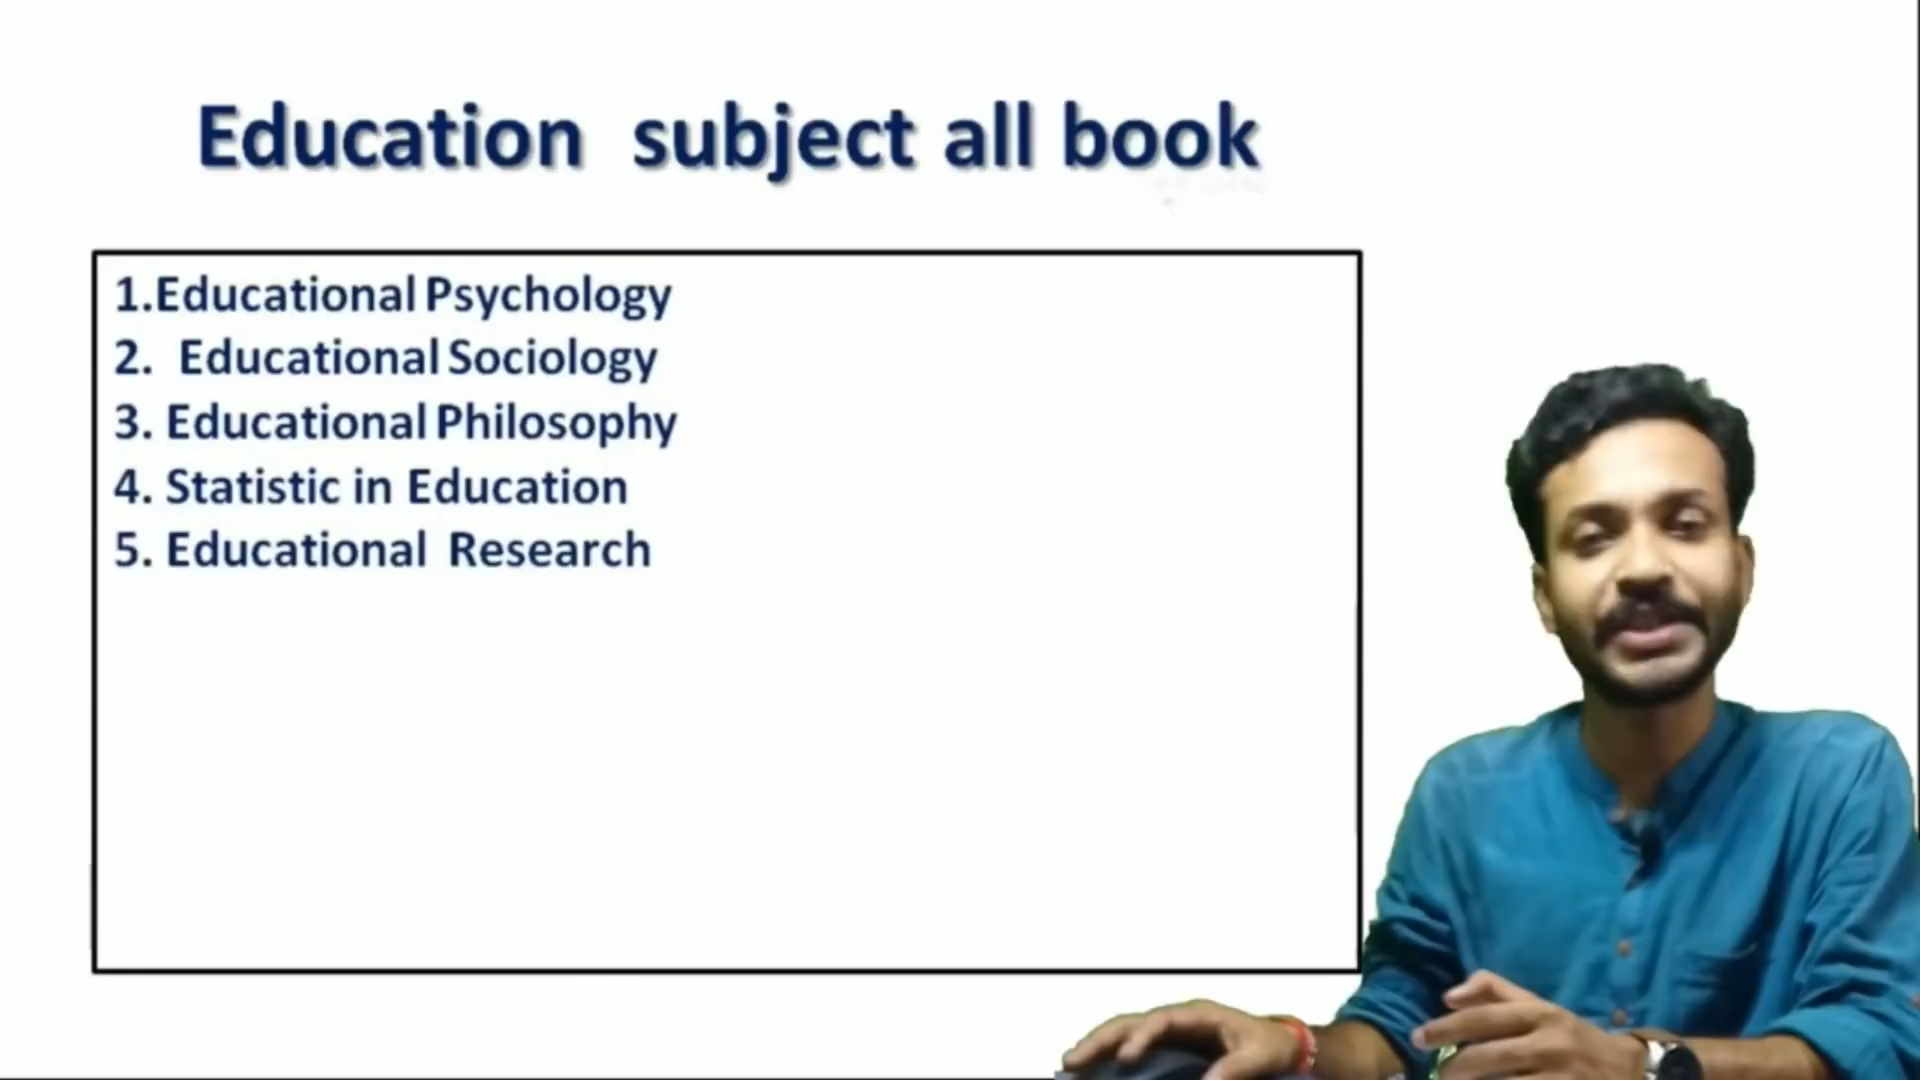 Education subject all book
1.Educational Psychology
2. Educational Sociology
3. Educational Philosophy
4. Statistic in Education
5. Educational Research